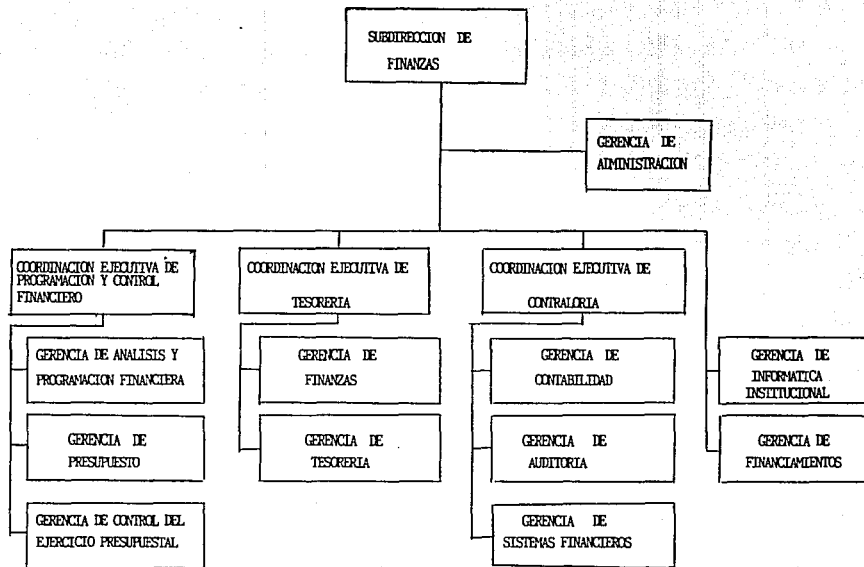 SUBDIRECCION DE
FINANZAS
GERENCIA DE
ADMINISTRACION
COORDINACION EJECUTIVA DE
PROGRAMACION Y CONTROL
FINANCIERO
COORDINACION EJECUTIVA DE
TESORERIA
COORDINACION EJECUTIVA DE
CONTRALORIA
GERENCIA DE ANALISIS Y
PROGRAMACION FINANCIERA
GERENCIA DE
PRESUPUESTO
GERENCIA DE CONTROL DEL
EJERCICIO PRESUPUESTAL
GERENCIA DE
FINANZAS
GERENCIA DE
TESORERIA
GERENCIA DE
CONTABILIDAD
GERENCIA DE
AUDITORIA
GERENCIA DE
SISTEMAS FINANCIEROS
GERENCIA DE
INFORMATICA
INSTITUCIONAL
GERENCIA DE
FINANCIAMIENTOS